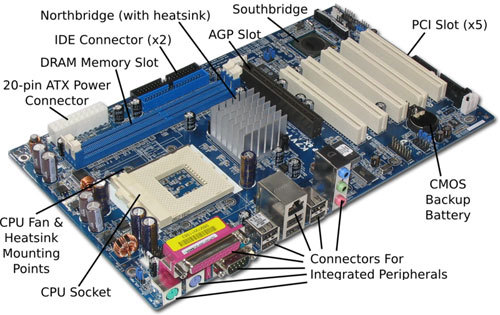 Northbridge (with heatsink)
Southbridge
IDE Connector (x2)
AGP Slot
PCI Slot (x5)
DRAM Memory Slot
20-pin ATX Power
Connector
CPU Fan &
Heatsink
Mounting
Points
CPU Socket
CMOS
Backup
Battery
Connectors For
Integrated Peripherals